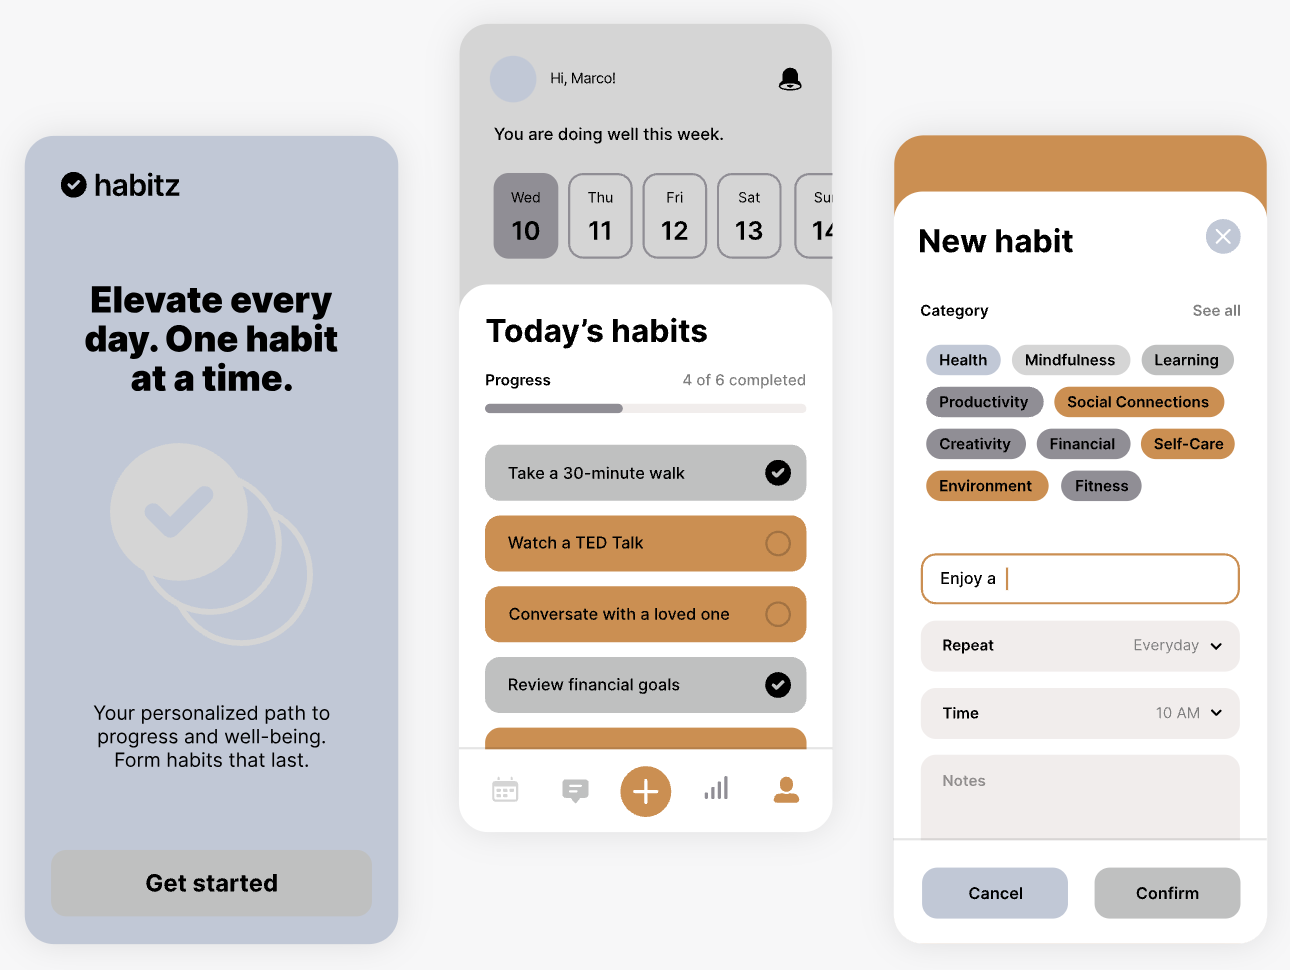 habitz
Elevate every
day. One habit
at a time.
Your personalized path to
progress and well-being.
Form habits that last.
Get started
Hi, Marco!
You are doing well this week.
Wed Thu Fri Sat Sun
10 11 12 13 14
Today’s habits
Progress 4 of 6 completed
Take a 30-minute walk
Watch a TED Talk
Conversate with a loved one
Review financial goals
New habit
Category See all
Health Mindfulness Learning
Productivity Social Connections
Creativity Financial Self-Care
Environment Fitness
Enjoy a
Repeat Everyday
Time 10 AM
Notes
Cancel Confirm